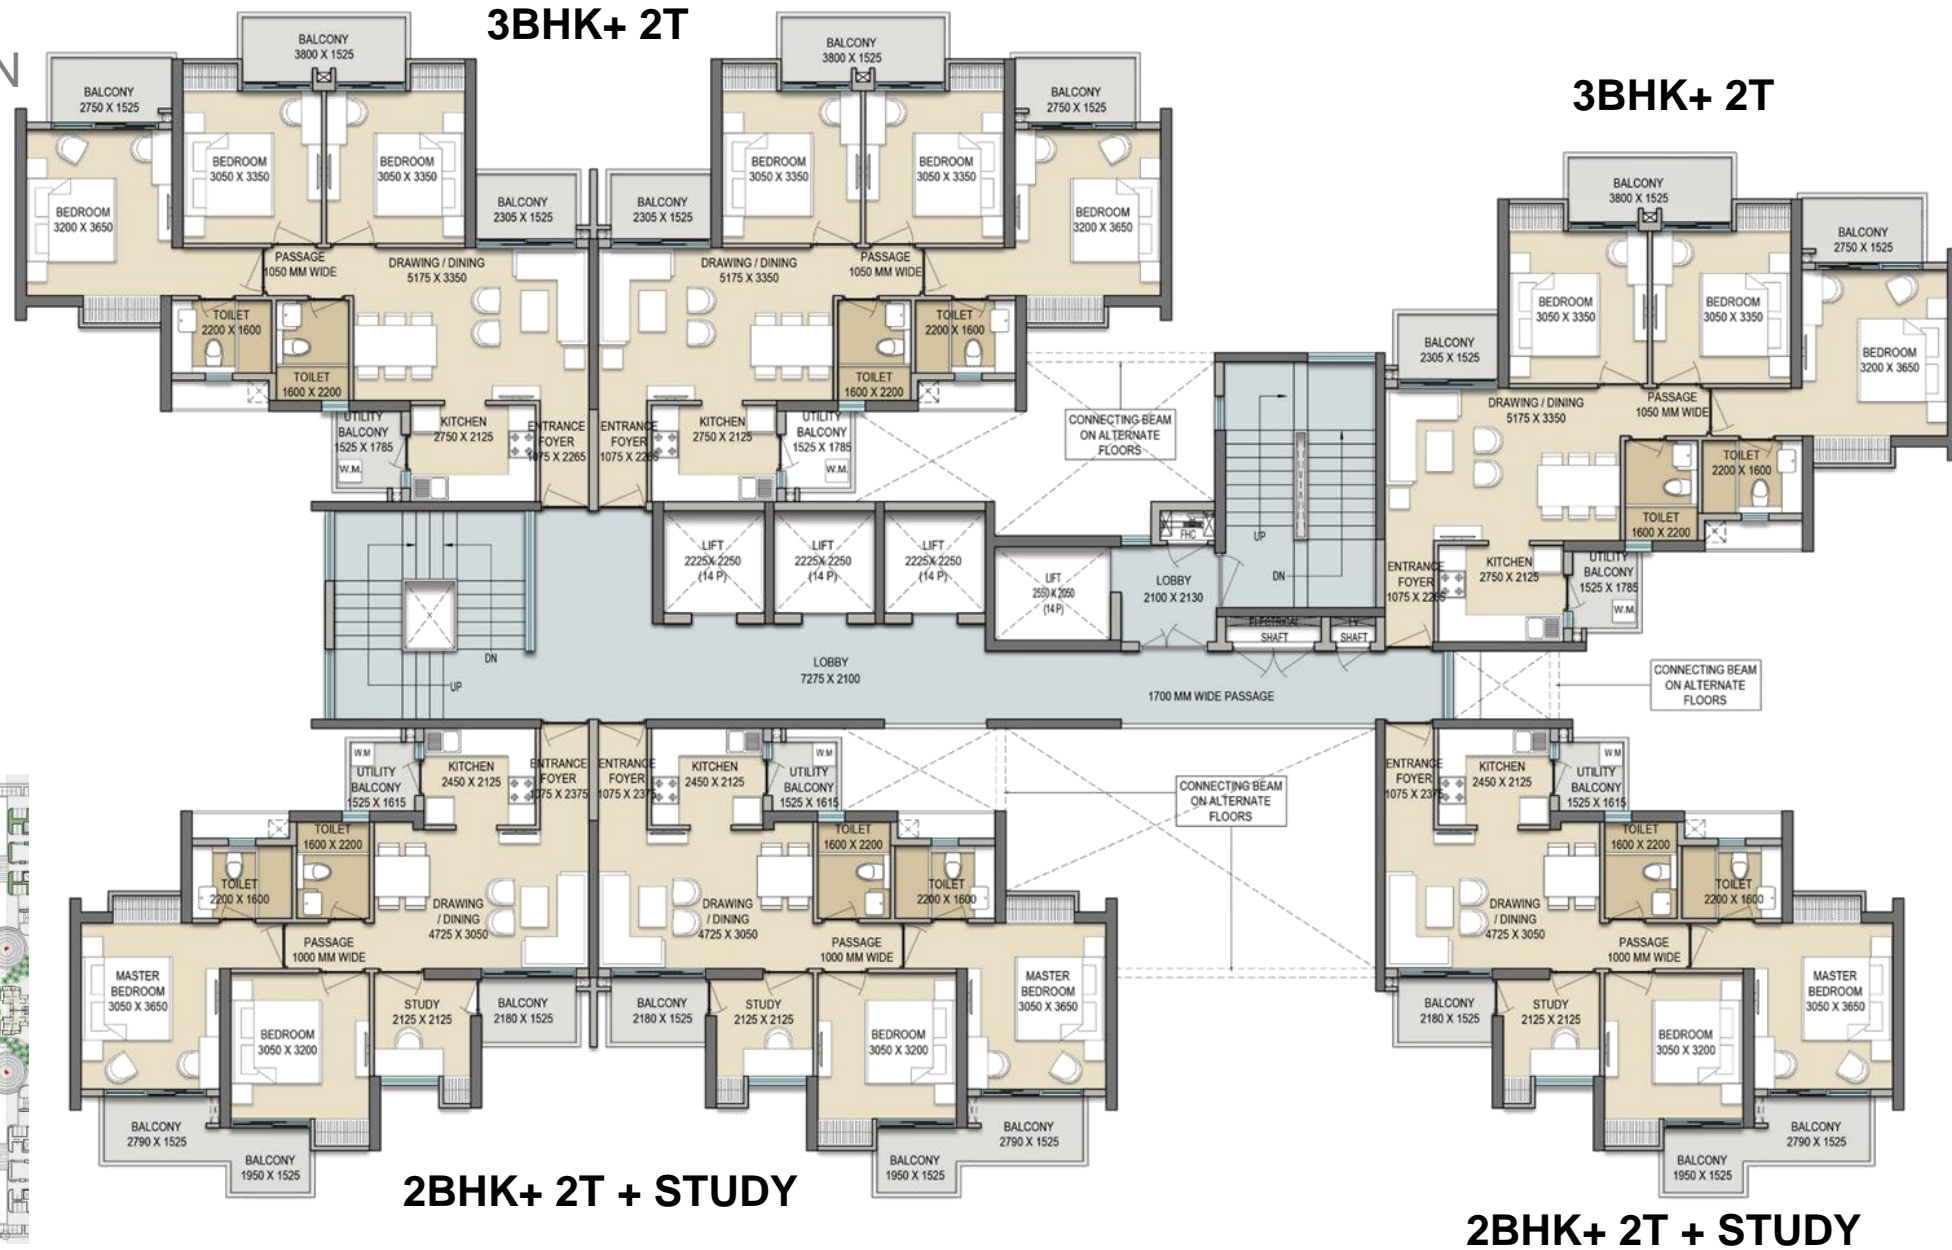 3BHK+ 2T
N
BALCONY
3800 X 1525
BALCONY
2750 X 1525
BEDROOM
3050 X 3350
BEDROOM
3050 X 3350
BEDROOM
3200 X 3650
BALCONY
2305 X 1525
PASSAGE
1050 MM WIDE
DRAWING / DINING
5175 X 3350
TOILET
2200 X 1600
TOILET
1600 X 2200
UTILITY
BALCONY
1525 X 1785
W.M.
KITCHEN
2750 X 2125
ENTRANCE
FOYER
1075 X 2265
BALCONY
3800 X 1525
BALCONY
2750 X 1525
BALCONY
2305 X 1525
BEDROOM
3050 X 3350
BEDROOM
3050 X 3350
BEDROOM
3200 X 3650
DRAWING / DINING
5175 X 3350
PASSAGE
1050 MM WIDE
TOILET
1600 X 2200
TOILET
2200 X 1600
ENTRANCE
FOYER
1075 X 2265
KITCHEN
2750 X 2125
UTILITY
BALCONY
1525 X 1785
W.M.
3BHK+ 2T
BALCONY
3800 X 1525
BALCONY
2750 X 1525
BALCONY
2305 X 1525
BEDROOM
3050 X 3350
BEDROOM
3050 X 3350
BEDROOM
3200 X 3650
DRAWING / DINING
5175 X 3350
PASSAGE
1050 MM WIDE
TOILET
2200 X 1600
TOILET
1600 X 2200
ENTRANCE
FOYER
1075 X 2265
KITCHEN
2750 X 2125
UTILITY
BALCONY
1525 X 1785
W.M.
CONNECTING BEAM
ON ALTERNATE
FLOORS
LIFT
2225X 2250
(14 P)
LIFT
2225X 2250
(14 P)
LIFT
2225X 2250
(14 P)
LIFT
2550 X 2050
(14 P)
FHC
LOBBY
2100 X 2130
UP
DN
ELECTRICAL
SHAFT
SHAFT
DN
UP
LOBBY
7275 X 2100
1700 MM WIDE PASSAGE
CONNECTING BEAM
ON ALTERNATE
FLOORS
W.M
UTILITY
BALCONY
1525 X 1615
KITCHEN
2450 X 2125
ENTRANCE
FOYER
1075 X 2375
TOILET
1600 X 2200
TOILET
2200 X 1600
DRAWING
/ DINING
4725 X 3050
PASSAGE
1000 MM WIDE
MASTER
BEDROOM
3050 X 3650
BEDROOM
3050 X 3200
STUDY
2125 X 2125
BALCONY
2180 X 1525
BALCONY
2790 X 1525
BALCONY
1950 X 1525
ENTRANCE
FOYER
1075 X 2375
KITCHEN
2450 X 2125
W.M
UTILITY
BALCONY
1525 X 1615
TOILET
1600 X 2200
TOILET
2200 X 1600
DRAWING
/ DINING
4725 X 3050
PASSAGE
1000 MM WIDE
BALCONY
2180 X 1525
STUDY
2125 X 2125
BEDROOM
3050 X 3200
MASTER
BEDROOM
3050 X 3650
BALCONY
2790 X 1525
BALCONY
1950 X 1525
CONNECTING BEAM
ON ALTERNATE
FLOORS
ENTRANCE
FOYER
1075 X 2375
KITCHEN
2450 X 2125
W.M
UTILITY
BALCONY
1525 X 1615
TOILET
1600 X 2200
TOILET
2200 X 1600
DRAWING
/ DINING
4725 X 3050
PASSAGE
1000 MM WIDE
BALCONY
2180 X 1525
STUDY
2125 X 2125
BEDROOM
3050 X 3200
MASTER
BEDROOM
3050 X 3650
BALCONY
2790 X 1525
BALCONY
1950 X 1525
2BHK+ 2T + STUDY
2BHK+ 2T + STUDY